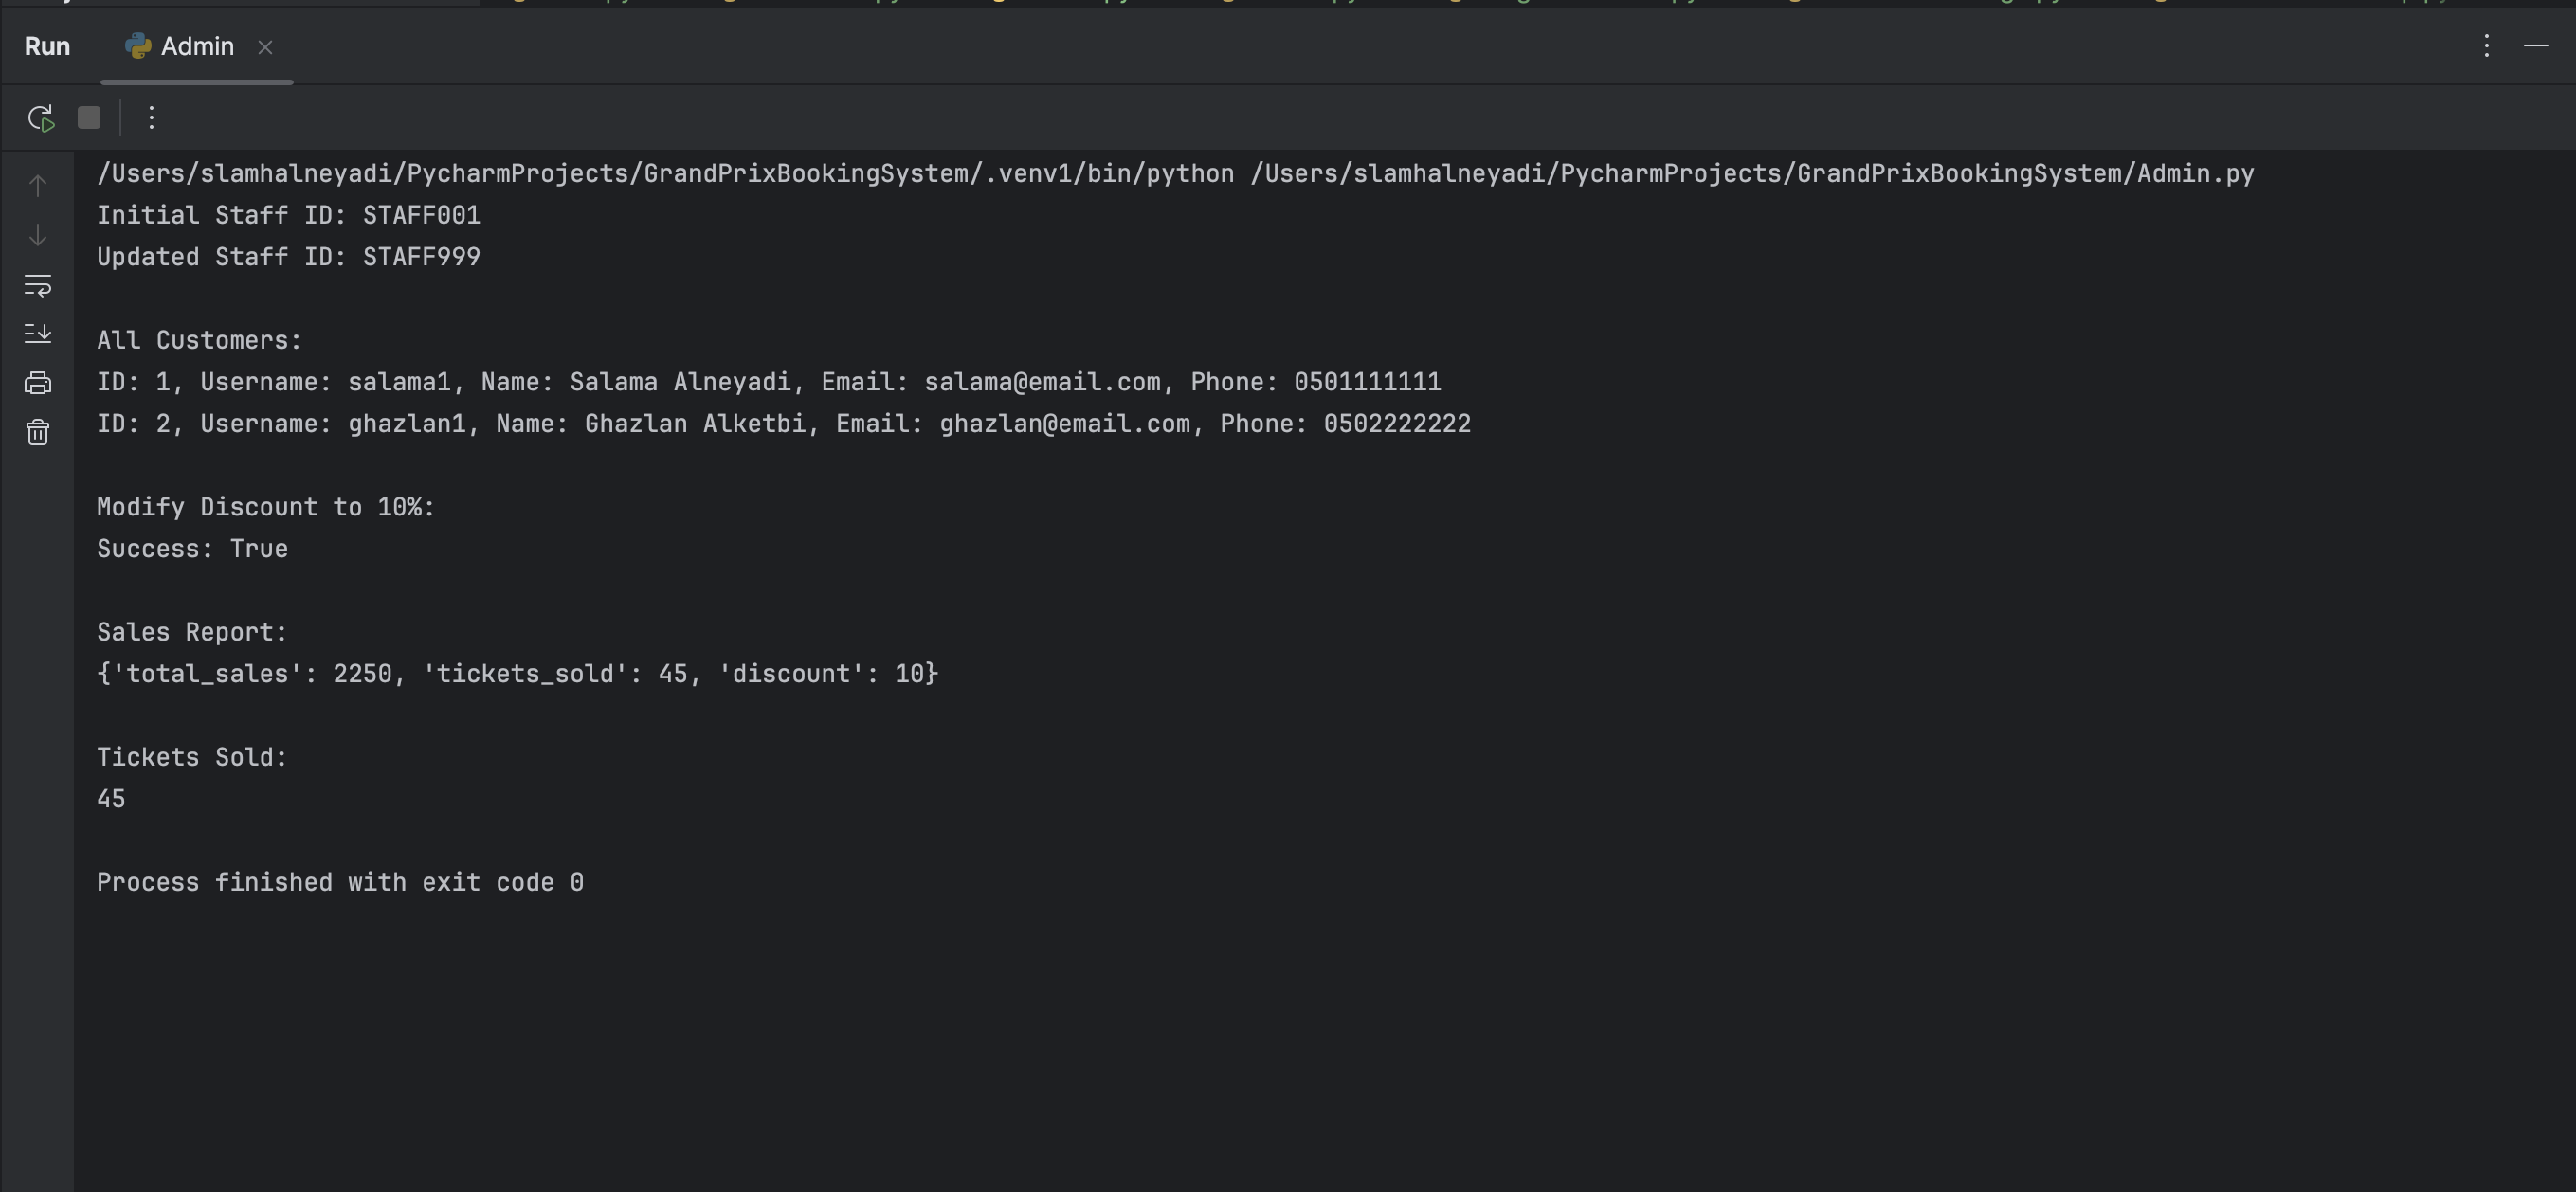 Run Admin
/Users/slamhalneyadi/PycharmProjects/GrandPrixBookingSystem/.venv1/bin/python /Users/slamhalneyadi/PycharmProjects/GrandPrixBookingSystem/Admin.py
Initial Staff ID: STAFF001
Updated Staff ID: STAFF999
All Customers:
ID: 1, Username: salama1, Name: Salama Alneyadi, Email: salama@email.com, Phone: 0501111111
ID: 2, Username: ghazlan1, Name: Ghazlan Alketbi, Email: ghazlan@email.com, Phone: 0502222222
Modify Discount to 10%:
Success: True
Sales Report:
{'total_sales': 2250, 'tickets_sold': 45, 'discount': 10}
Tickets Sold:
45
Process finished with exit code 0